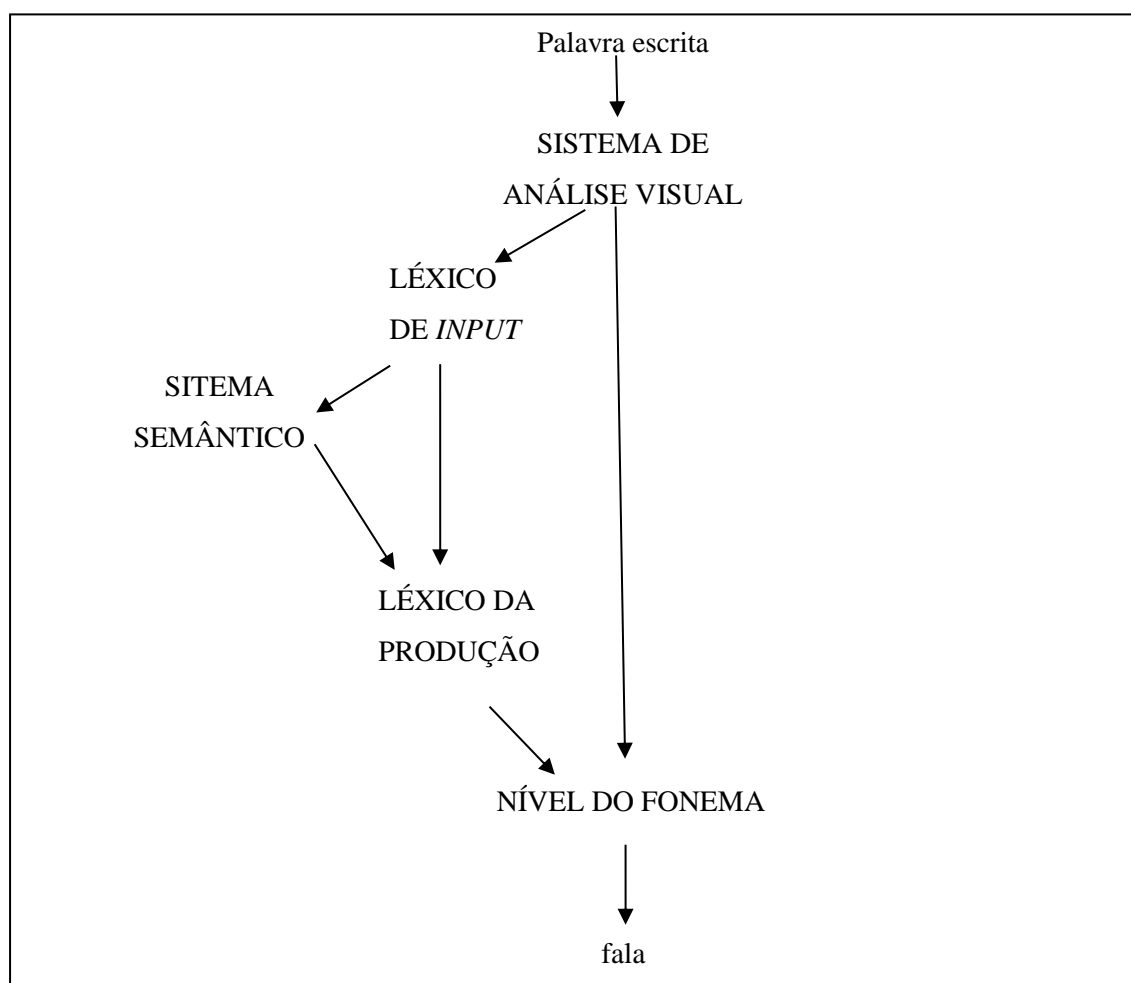 Palavra escrita
SISTEMA DE
ANÁLISE VISUAL
LÉXICO
DE INPUT
SITEMA
SEMÂNTICO
LÉXICO DA
PRODUÇÃO
NÍVEL DO FONEMA
fala